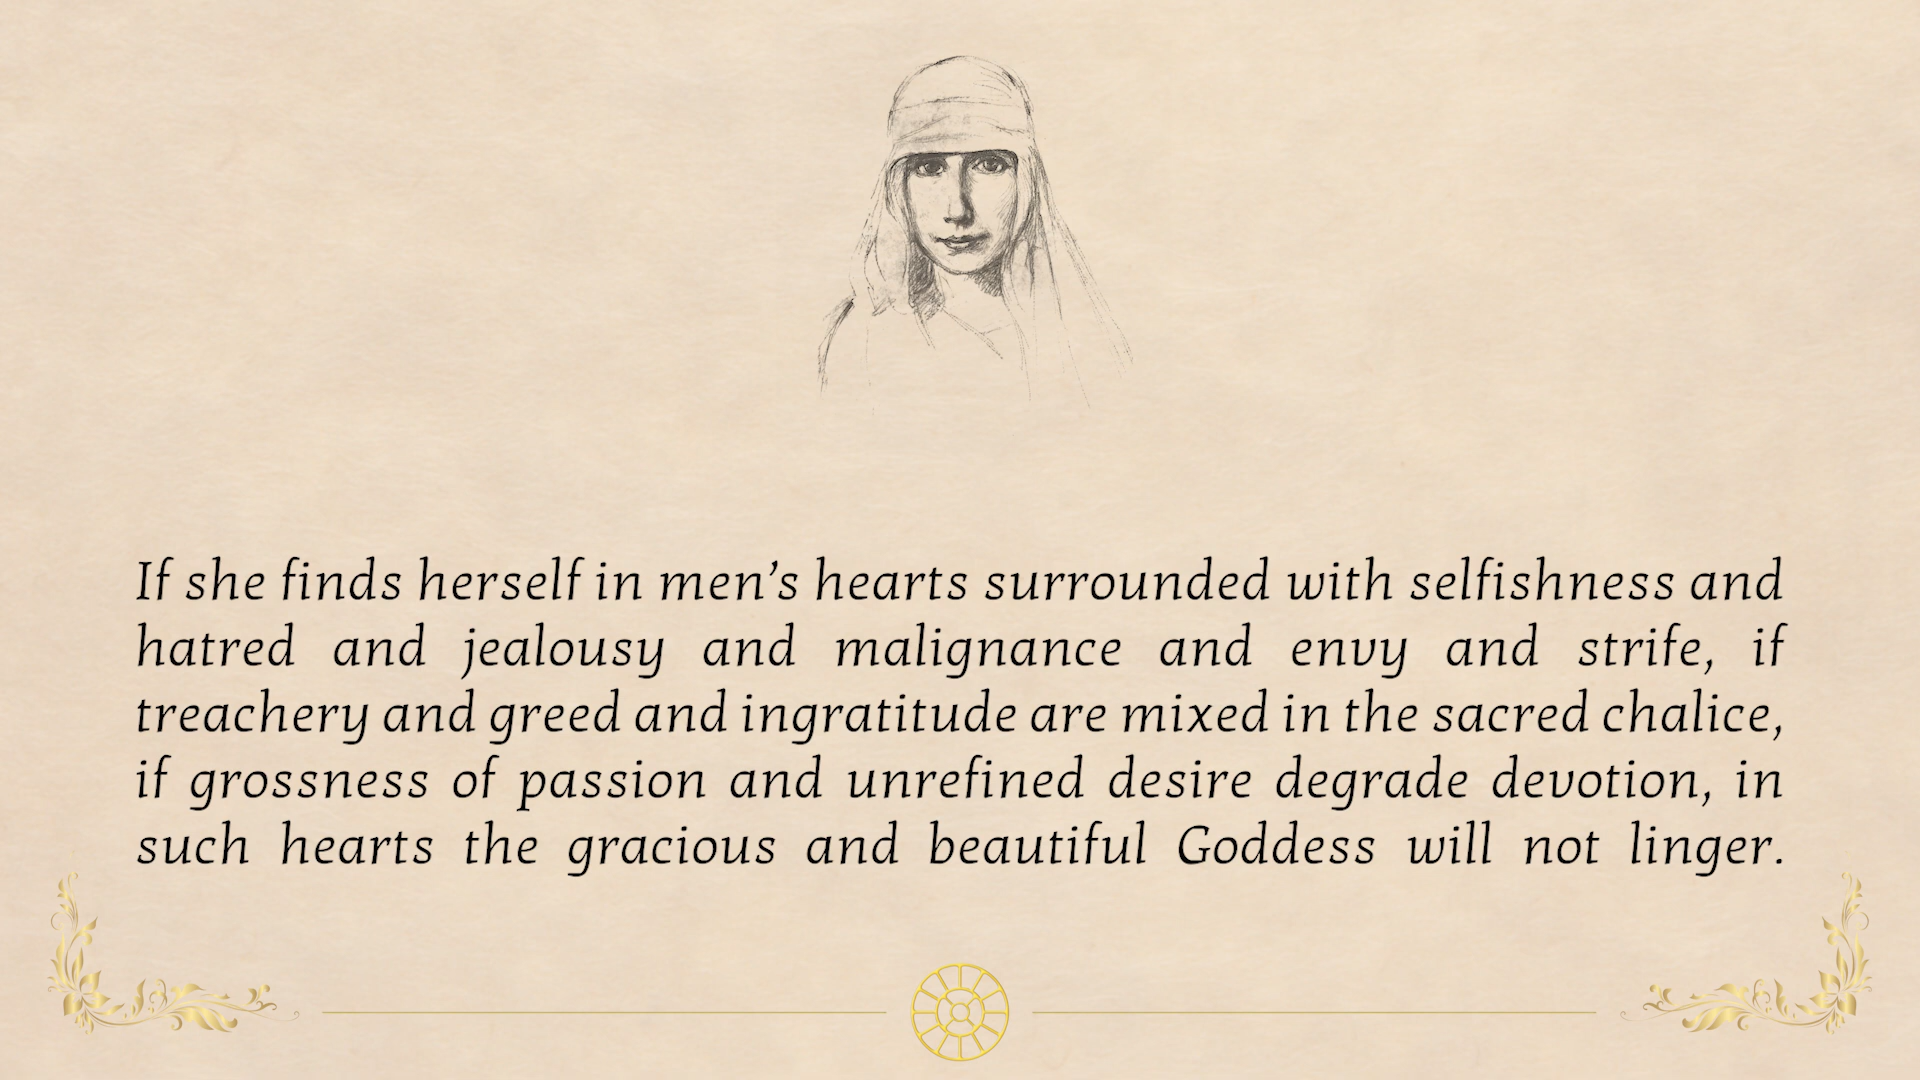 If she finds herself in men’s hearts surrounded with selfishness and
hatred and jealousy and malignance and envy and strife, if
treachery and greed and ingratitude are mixed in the sacred chalice,
if grossness of passion and unrefined desire degrade devotion, in
such hearts the gracious and beautiful Goddess will not linger.